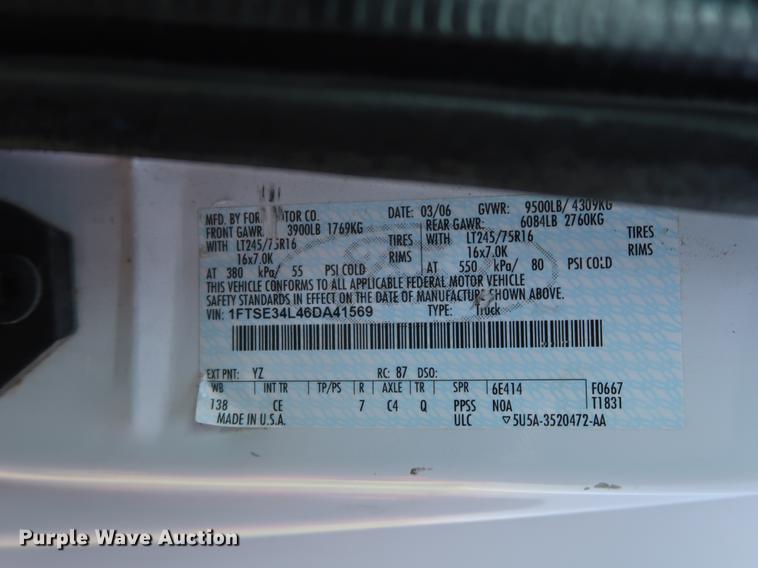 MFD. BY FOR TOR CO. DATE: 03/06 GVWR: 9500LB/ 4309KG
FRONT GAWR: 3900LB 1769KG REAR GAWR: 6084LB 2760KG
WITH LT245/75R16 TIRES WITH LT245/75R16 TIRES
16x7.0K RIMS 16x7.0K RIMS
AT 380 kPa/ 55 PSI COLD AT 550 kPa/ 80 PSI COLD
THIS VEHICLE CONFORMS TO ALL APPLICABLE FEDERAL MOTOR VEHICLE
SAFETY STANDARDS IN EFFECT ON THE DATE OF MANUFACTURE SHOWN ABOVE.
VIN: 1FTSE34L46DA41569 TYPE: Truck
EXT PNT: YZ RC: 87 DSO:
WB INT TR TP/PS R AXLE TR SPR 6E414 F0667
138 CE 7 C4 Q PPSS NOA T1831
MADE IN U.S.A. ULC ▽5U5A-3520472-AA
Purple Wave Auction